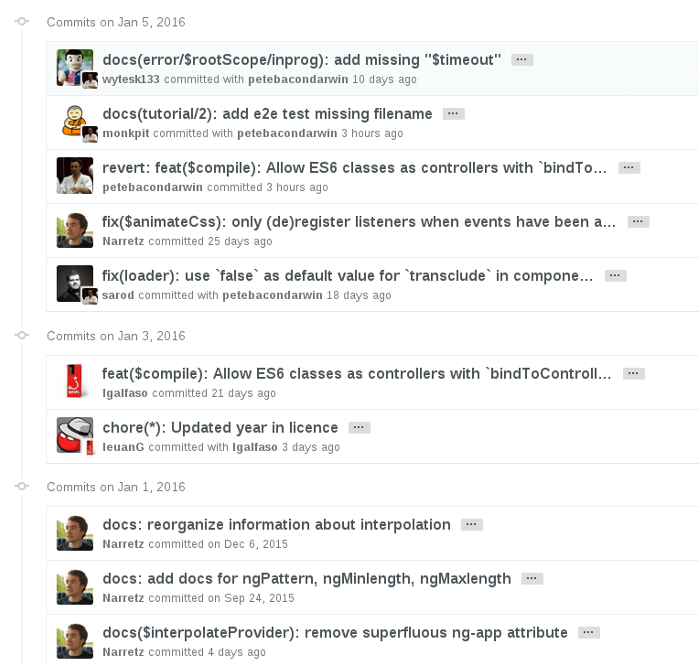 Commits on Jan 5, 2016
docs(error/$rootScope/inprog): add missing "$timeout" ...
wytesk133 committed with petebacondarwin 10 days ago
docs(tutorial/2): add e2e test missing filename ...
monkpit committed with petebacondarwin 3 hours ago
revert: feat($compile): Allow ES6 classes as controllers with `bindTo… ...
petebacondarwin committed 3 hours ago
fix($animateCss): only (de)register listeners when events have been a… ...
Narretz committed 25 days ago
fix(loader): use `false` as default value for `transclude` in compone… ...
sarod committed with petebacondarwin 18 days ago
Commits on Jan 3, 2016
feat($compile): Allow ES6 classes as controllers with `bindToControll… ...
lgalfaso committed 21 days ago
chore(*): Updated year in licence ...
IeuanG committed with lgalfaso 3 days ago
Commits on Jan 1, 2016
docs: reorganize information about interpolation ...
Narretz committed on Dec 6, 2015
docs: add docs for ngPattern, ngMinlength, ngMaxlength ...
Narretz committed on Sep 24, 2015
docs($interpolateProvider): remove superfluous ng-app attribute ...
Narretz committed 4 days ago